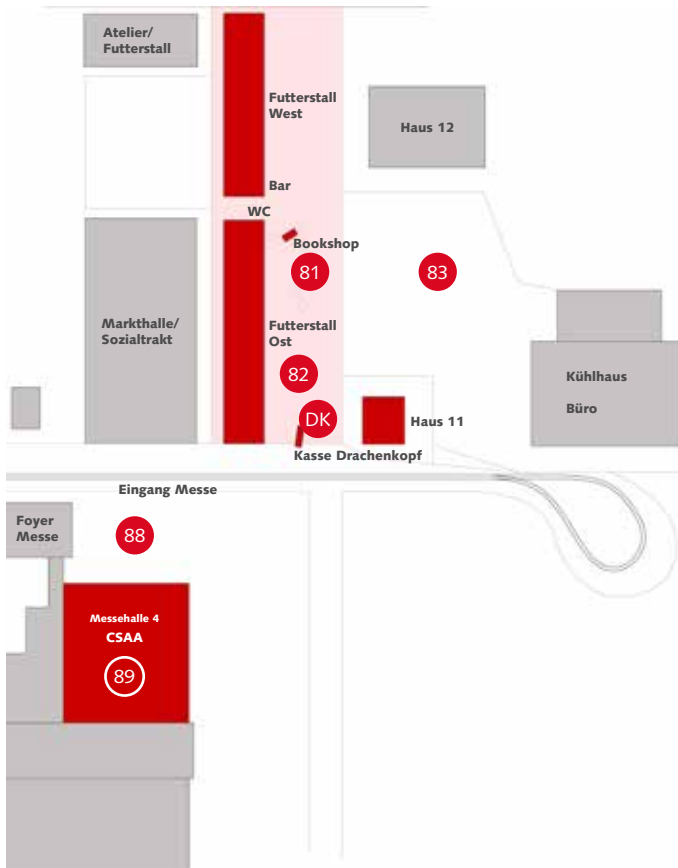 Atelier/
Futterstall
Futterstall
West
Haus 12
Bar
WC
Bookshop
81
83
Markthalle/
Sozialtrakt
Futterstall
Ost
82
Kühlhaus
Büro
DK
Haus 11
Kasse Drachenkopf
Eingang Messe
Foyer
Messe
88
Messehalle 4
CSAA
89